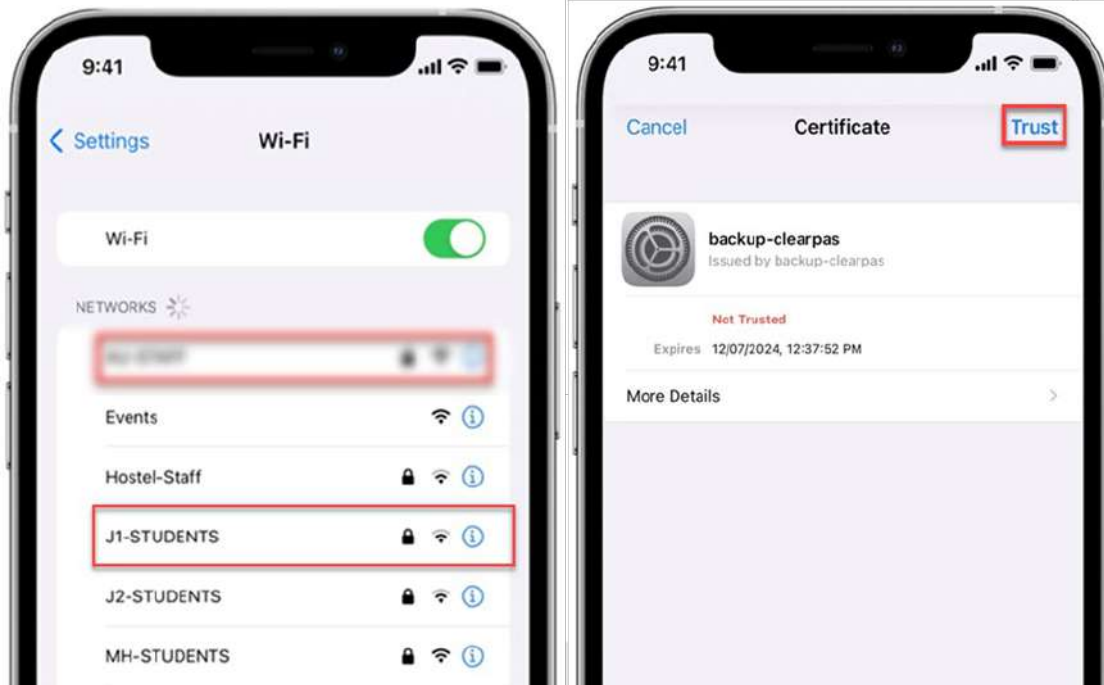 9:41
Settings
Wi-Fi
Wi-Fi
NETWORKS
Events
Hostel-Staff
J1-STUDENTS
J2-STUDENTS
MH-STUDENTS
9:41
Cancel
Certificate
Trust
backup-clearpas
Issued by backup-clearpas
Not Trusted
Expires 12/07/2024, 12:37:52 PM
More Details